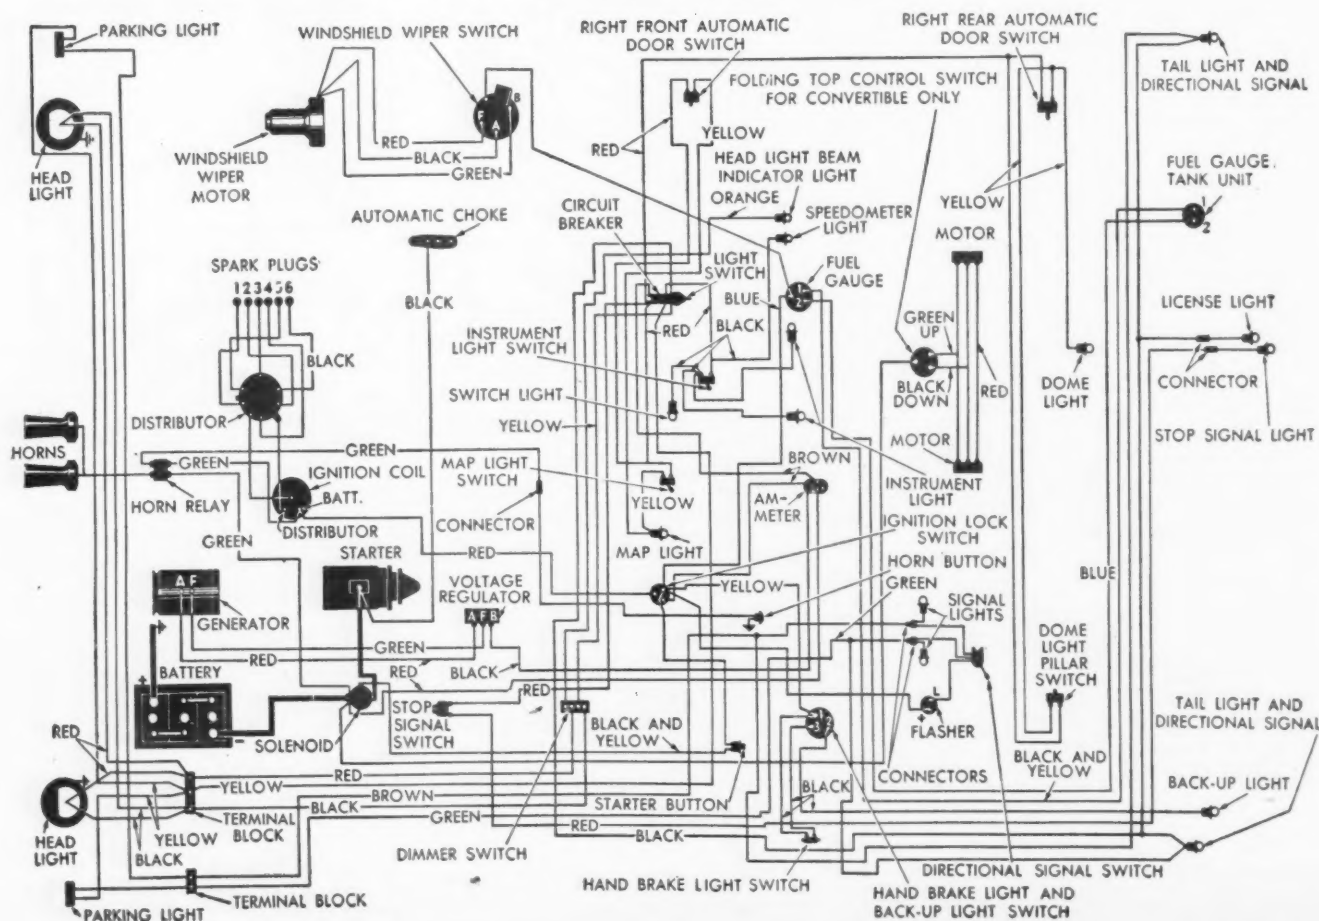 PARKING LIGHT
WINDSHIELD WIPER SWITCH
RIGHT FRONT AUTOMATIC
DOOR SWITCH
RIGHT REAR AUTOMATIC
DOOR SWITCH
TAIL LIGHT AND
DIRECTIONAL SIGNAL
FOLDING TOP CONTROL SWITCH
FOR CONVERTIBLE ONLY
HEAD
LIGHT
WINDSHIELD
WIPER
MOTOR
B
A
RED
BLACK
GREEN
RED
YELLOW
HEAD LIGHT BEAM
INDICATOR LIGHT
ORANGE
SPEEDOMETER
LIGHT
YELLOW
FUEL GAUGE
TANK UNIT
1
2
AUTOMATIC CHOKE
CIRCUIT
BREAKER
LIGHT
SWITCH
FUEL
GAUGE
MOTOR
SPARK PLUGS
1 2 3 4 5 6
BLACK
BLUE
RED
BLACK
GREEN
UP
LICENSE LIGHT
INSTRUMENT
LIGHT SWITCH
BLACK
SWITCH LIGHT
BLACK
DOWN
RED
DOME
LIGHT
CONNECTOR
STOP SIGNAL LIGHT
DISTRIBUTOR
HORNS
GREEN
YELLOW
MOTOR
GREEN
IGNITION COIL
BATT.
HORN RELAY
DISTRIBUTOR
MAP LIGHT
SWITCH
YELLOW
BROWN
AM-
METER
INSTRUMENT
LIGHT
CONNECTOR
IGNITION LOCK
SWITCH
GREEN
STARTER
RED
MAP LIGHT
HORN BUTTON
BLUE
A F
GENERATOR
VOLTAGE
REGULATOR
A F B
YELLOW
GREEN
SIGNAL
LIGHTS
GREEN
RED
RED
BLACK
DOME
LIGHT
PILLAR
SWITCH
BATTERY
+
-
SOLENOID
STOP
SIGNAL
SWITCH
RED
BLACK AND
YELLOW
L
+
FLASHER
TAIL LIGHT AND
DIRECTIONAL SIGNAL
RED
RED
YELLOW
BROWN
BLACK
GREEN
CONNECTORS
BLACK AND
YELLOW
BACK-UP LIGHT
STARTER BUTTON
BLACK
RED
BLACK
HEAD
LIGHT
YELLOW
BLACK
TERMINAL
BLOCK
DIMMER SWITCH
HAND BRAKE LIGHT SWITCH
DIRECTIONAL SIGNAL SWITCH
HAND BRAKE LIGHT AND
BACK-UP LIGHT SWITCH
TERMINAL BLOCK
PARKING LIGHT